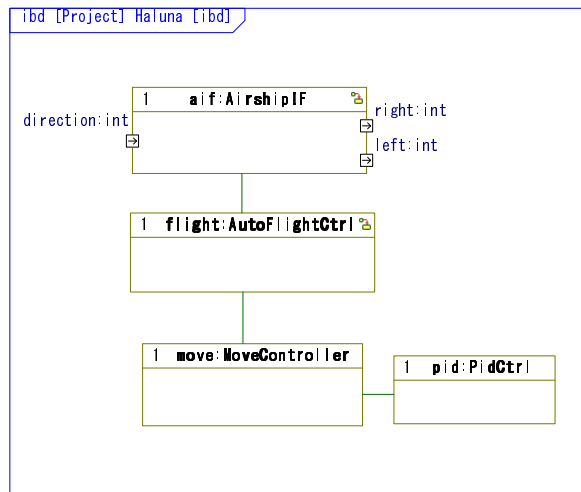 ibd [Project] Haluna [ibd]
1 aif:AirshipIF
direction:int
right:int
left:int
1 flight:AutoFlightCtrl
1 move:MoveController
1 pid:PidCtrl